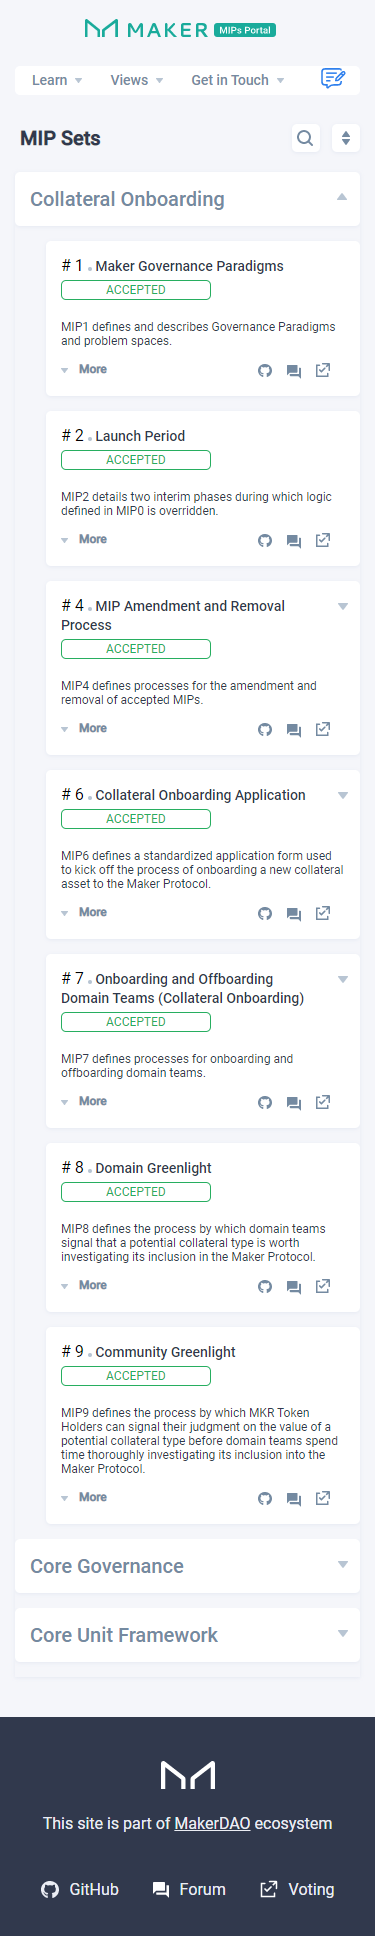 MAKER MIPs Portal
Learn Views Get in Touch
MIP Sets
Collateral Onboarding
# 1 . Maker Governance Paradigms
ACCEPTED
MIP1 defines and describes Governance Paradigms
and problem spaces.
More
# 2 . Launch Period
ACCEPTED
MIP2 details two interim phases during which logic
defined in MIP0 is overridden.
More
# 4 . MIP Amendment and Removal
Process
ACCEPTED
MIP4 defines processes for the amendment and
removal of accepted MIPs.
More
# 6 . Collateral Onboarding Application
ACCEPTED
MIP6 defines a standardized application form used
to kick off the process of onboarding a new collateral
asset to the Maker Protocol.
More
# 7 . Onboarding and Offboarding
Domain Teams (Collateral Onboarding)
ACCEPTED
MIP7 defines processes for onboarding and
offboarding domain teams.
More
# 8 . Domain Greenlight
ACCEPTED
MIP8 defines the process by which domain teams
signal that a potential collateral type is worth
investigating its inclusion in the Maker Protocol.
More
# 9 . Community Greenlight
ACCEPTED
MIP9 defines the process by which MKR Token
Holders can signal their judgment on the value of a
potential collateral type before domain teams spend
time thoroughly investigating its inclusion into the
Maker Protocol.
More
Core Governance
Core Unit Framework
This site is part of MakerDAO ecosystem
GitHub Forum Voting